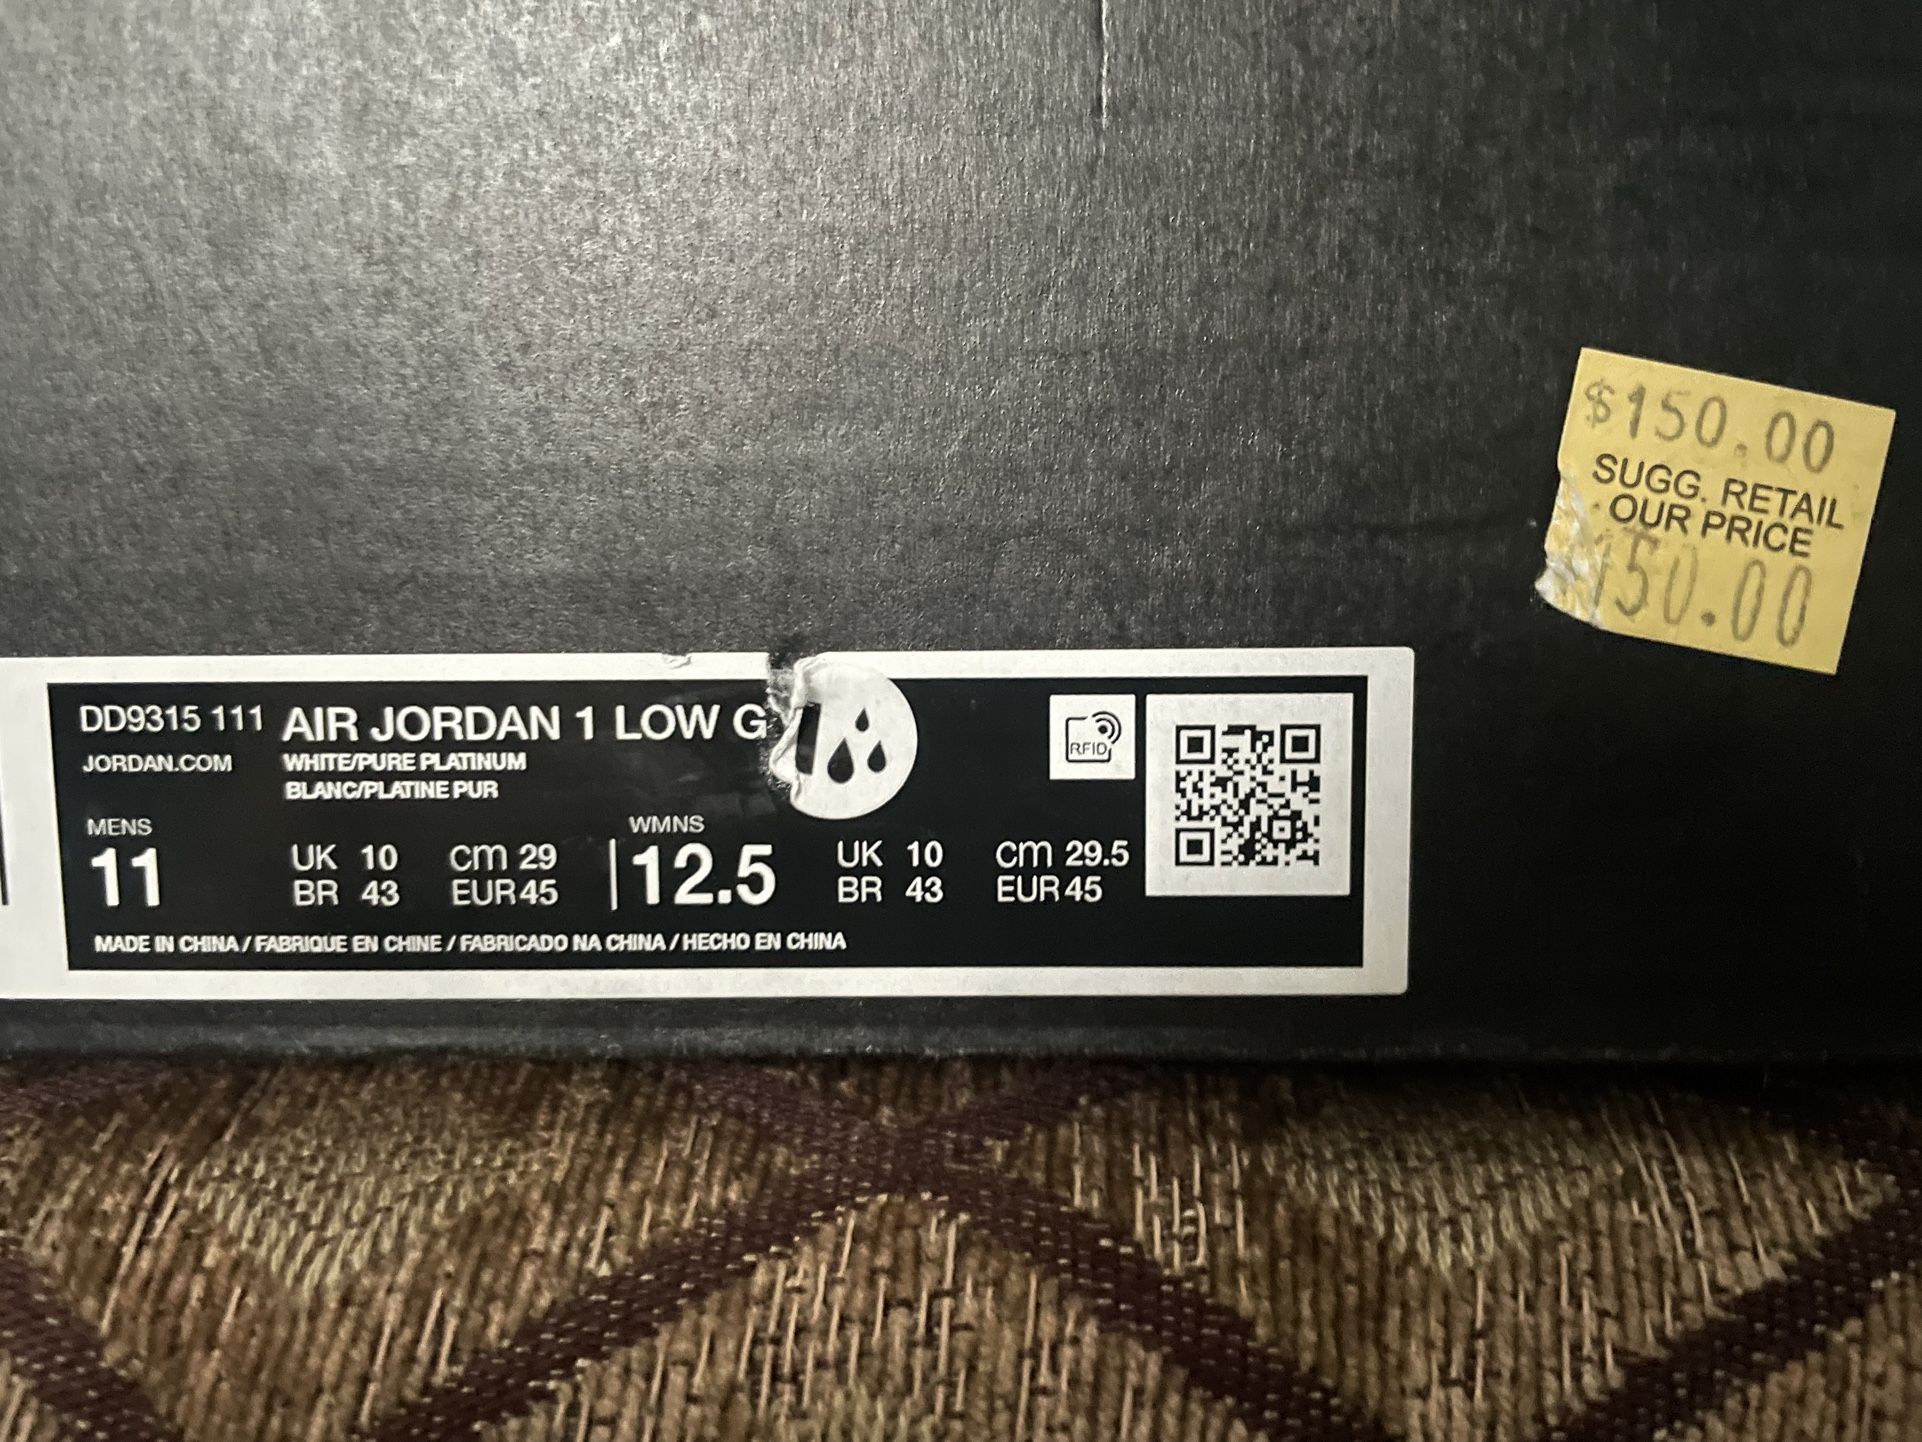 $150.00
SUGG. RETAIL
OUR PRICE
150.00
DD9315 111 AIR JORDAN 1 LOW G
JORDAN.COM WHITE/PURE PLATINUM
BLANC/PLATINE PUR
RFID
MENS WMNS
11 UK 10 cm 29 12.5 UK 10 cm 29.5
BR 43 EUR 45 BR 43 EUR 45
MADE IN CHINA / FABRIQUE EN CHINE / FABRICADO NA CHINA / HECHO EN CHINA